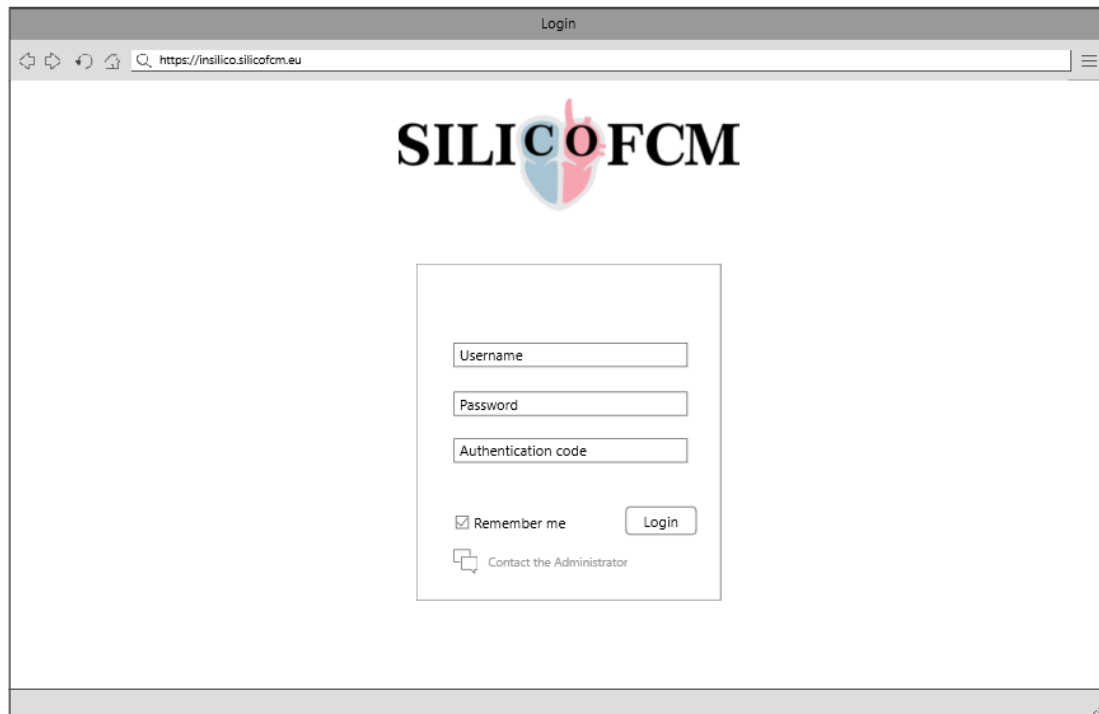 Login
https://insilico.silicofcm.eu
SILICOFCM
Username
Password
Authentication code
Remember me
Login
Contact the Administrator